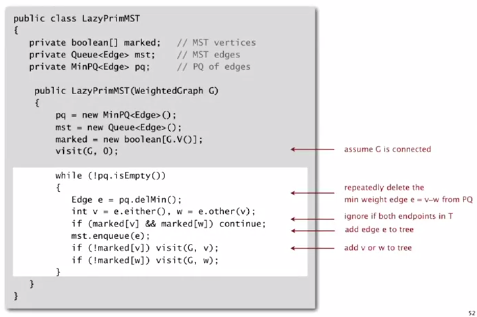 public class LazyPrimMST
{
private boolean[] marked; // MST vertices
private Queue<Edge> mst; // MST edges
private MinPQ<Edge> pq; // PQ of edges
public LazyPrimMST(WeightedGraph G)
{
pq = new MinPQ<Edge>();
mst = new Queue<Edge>();
marked = new boolean[G.V()];
visit(G, 0);
assume G is connected
while (!pq.isEmpty())
{
Edge e = pq.delMin();
int v = e.either(), w = e.other(v);
if (marked[v] && marked[w]) continue;
mst.enqueue(e);
if (!marked[v]) visit(G, v);
if (!marked[w]) visit(G, w);
}
}
}
repeatedly delete the
min weight edge e = v–w from PQ
ignore if both endpoints in T
add edge e to tree
add v or w to tree
52